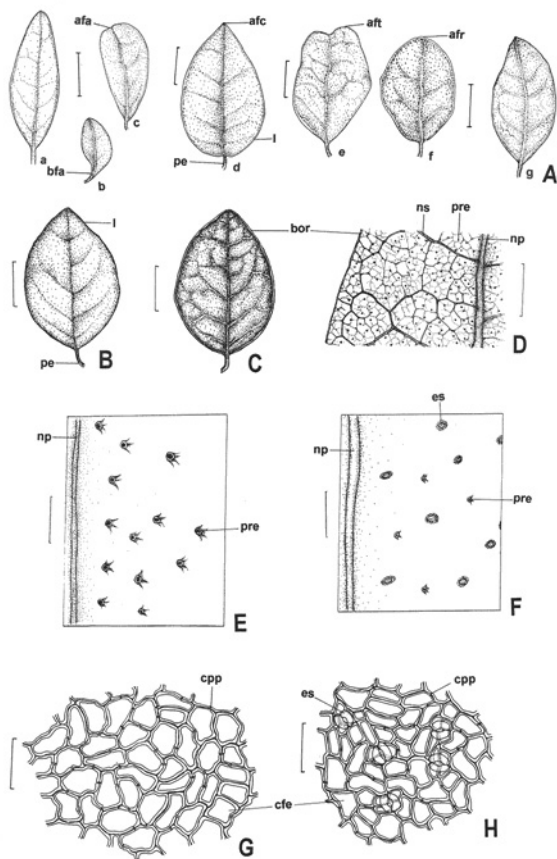 afa afc aft afr
l
c
a pe d e f g A
bfa b
ns pre
l bor np
pe B C D
es
np np
pre pre
E F
cpp cpp
es
cfe
G H